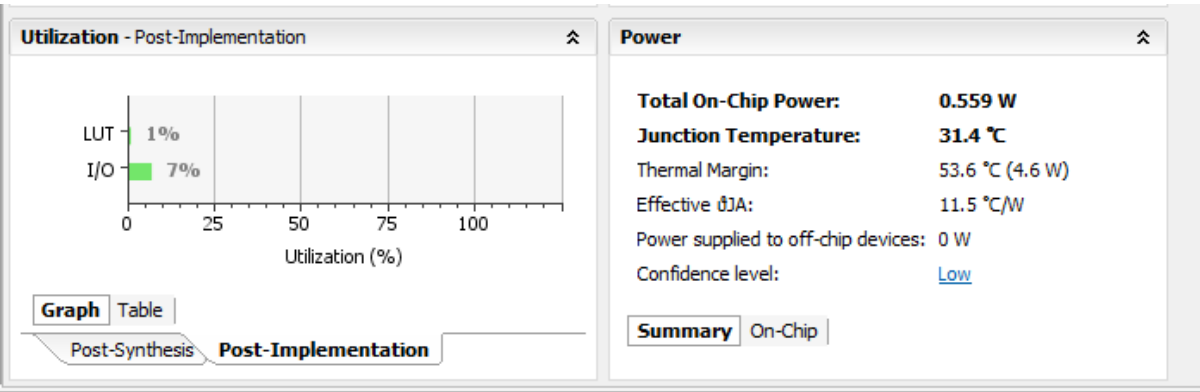 Utilization - Post-Implementation
LUT 1%
I/O 7%
0 25 50 75 100
Utilization (%)
Graph Table
Post-Synthesis Post-Implementation
Power
Total On-Chip Power: 0.559 W
Junction Temperature: 31.4 °C
Thermal Margin: 53.6 °C (4.6 W)
Effective ϑJA: 11.5 °C/W
Power supplied to off-chip devices: 0 W
Confidence level: Low
Summary On-Chip